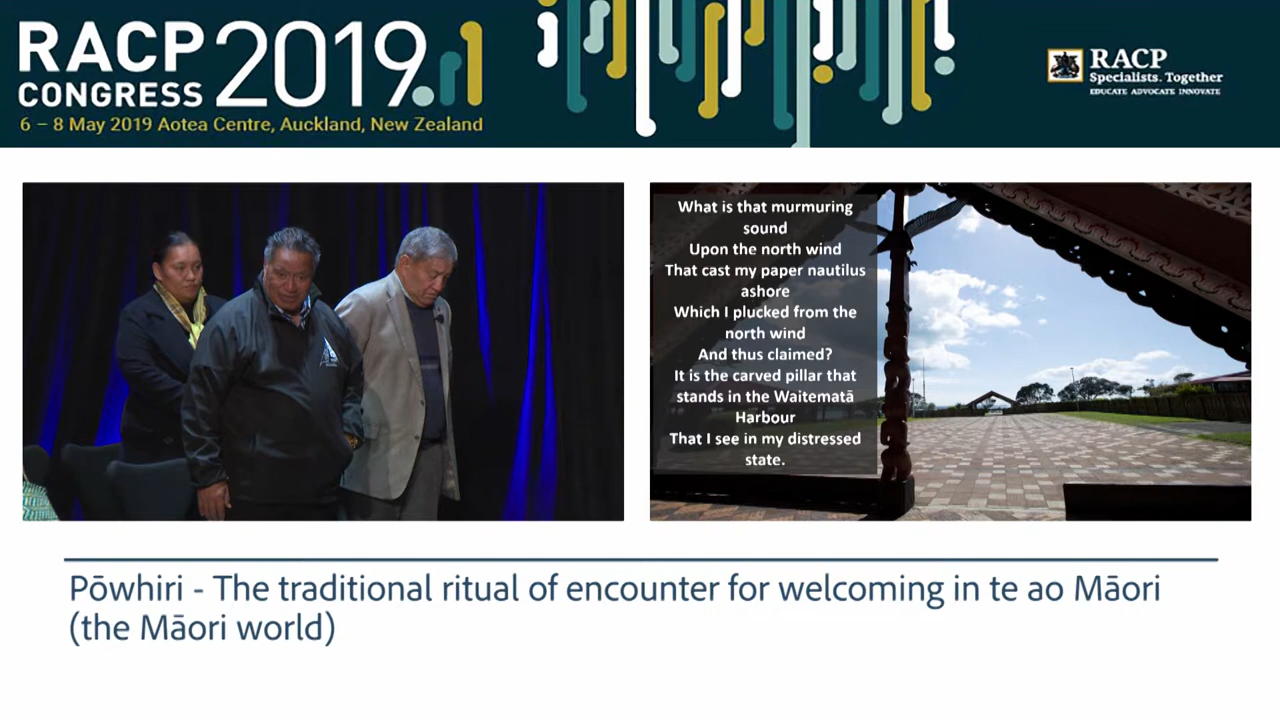 RACP
CONGRESS
2019
6 – 8 May 2019 Aotea Centre, Auckland, New Zealand
RACP
Specialists. Together
EDUCATE ADVOCATE INNOVATE
What is that murmuring
sound
Upon the north wind
That cast my paper nautilus
ashore
Which I plucked from the
north wind
And thus claimed?
It is the carved pillar that
stands in the Waitematā
Harbour
That I see in my distressed
state.
Pōwhiri - The traditional ritual of encounter for welcoming in te ao Māori
(the Māori world)